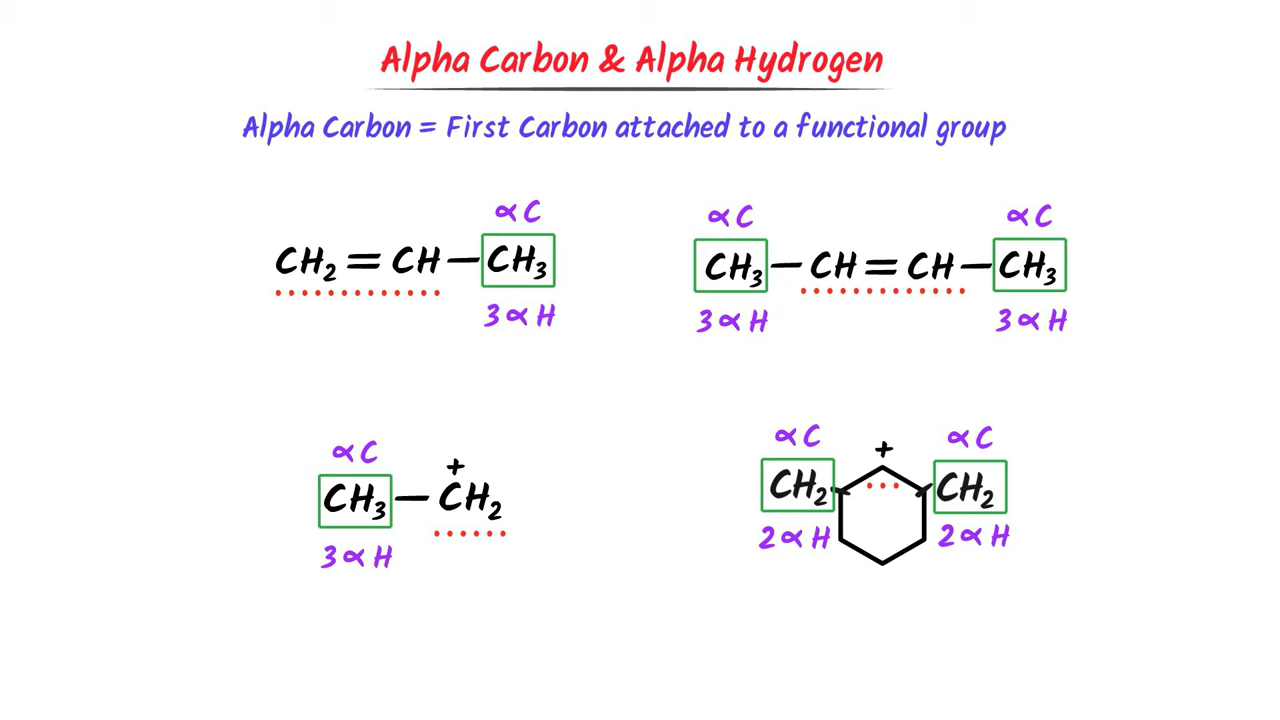 Alpha Carbon & Alpha Hydrogen
Alpha Carbon = First Carbon attached to a functional group
∝ C
CH₂ = CH — CH₃
3 ∝ H
∝ C ∝ C
CH₃ — CH = CH — CH₃
3 ∝ H 3 ∝ H
∝ C
+
CH₃ — CH₂
3 ∝ H
∝ C ∝ C
+
CH₂ CH₂
2 ∝ H 2 ∝ H